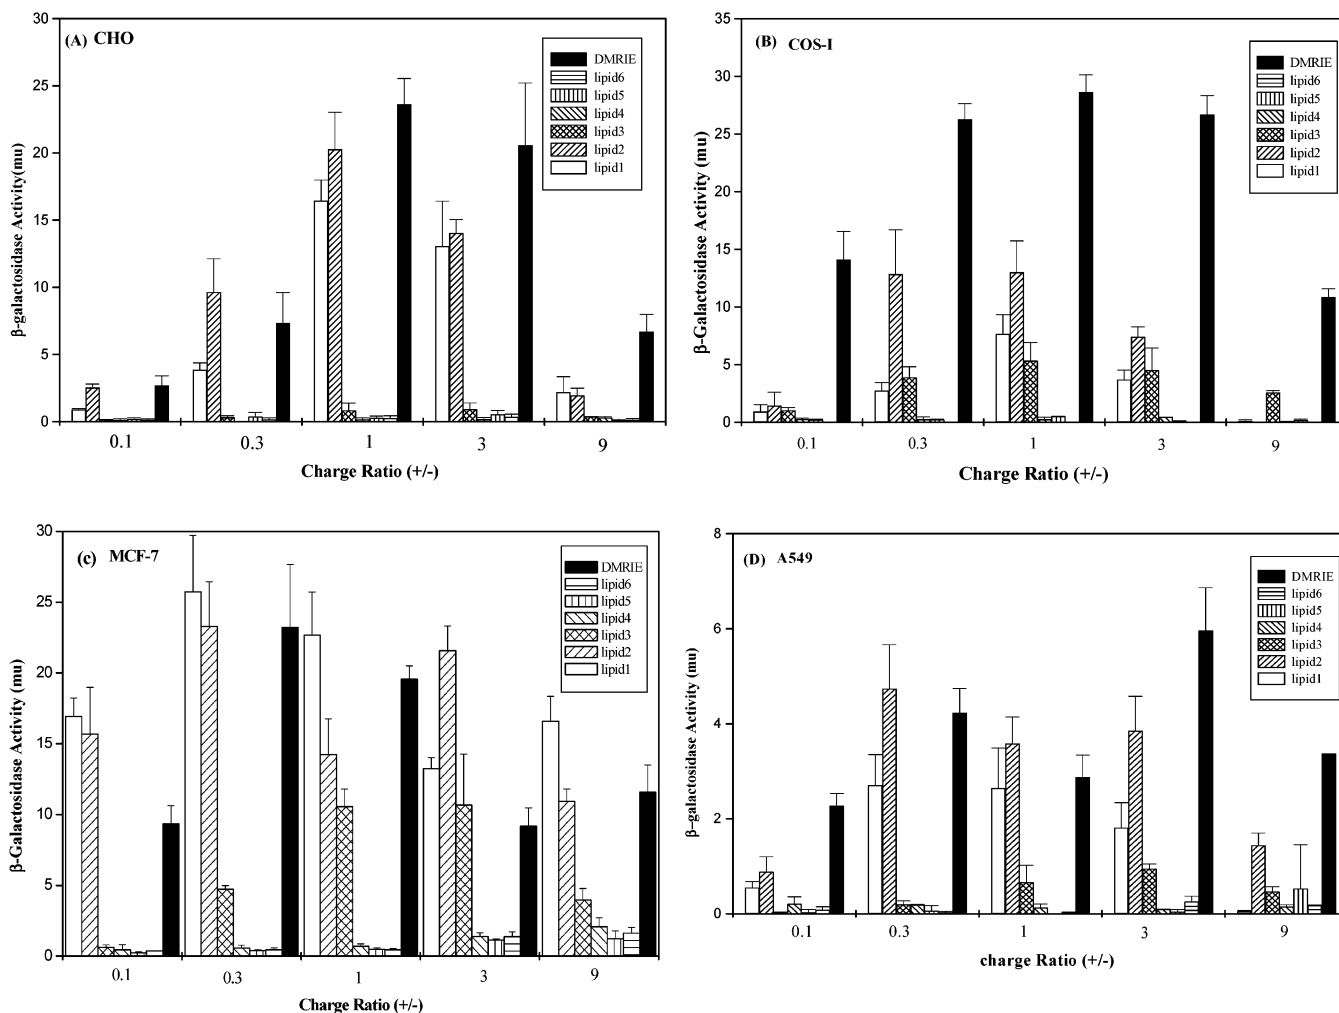 (A) CHO
30
25
20
15
10
5
0
β-galactosidase Activity(mu)
DMRIE
lipid6
lipid5
lipid4
lipid3
lipid2
lipid1
0.1 0.3 1 3 9
Charge Ratio (+/-)
(B) COS-I
35
30
25
20
15
10
5
0
β-Galactosidase Activity (mu)
DMRIE
lipid6
lipid5
lipid4
lipid3
lipid2
lipid1
0.1 0.3 1 3 9
Charge Ratio (+/-)
(c) MCF-7
30
25
20
15
10
5
0
β-Galactosidase Activity (mu)
DMRIE
lipid6
lipid5
lipid4
lipid3
lipid2
lipid1
0.1 0.3 1 3 9
Charge Ratio (+/-)
(D) A549
8
6
4
2
0
β-galactosidase Activity (mu)
DMRIE
lipid6
lipid5
lipid4
lipid3
lipid2
lipid1
0.1 0.3 1 3 9
charge Ratio (+/-)